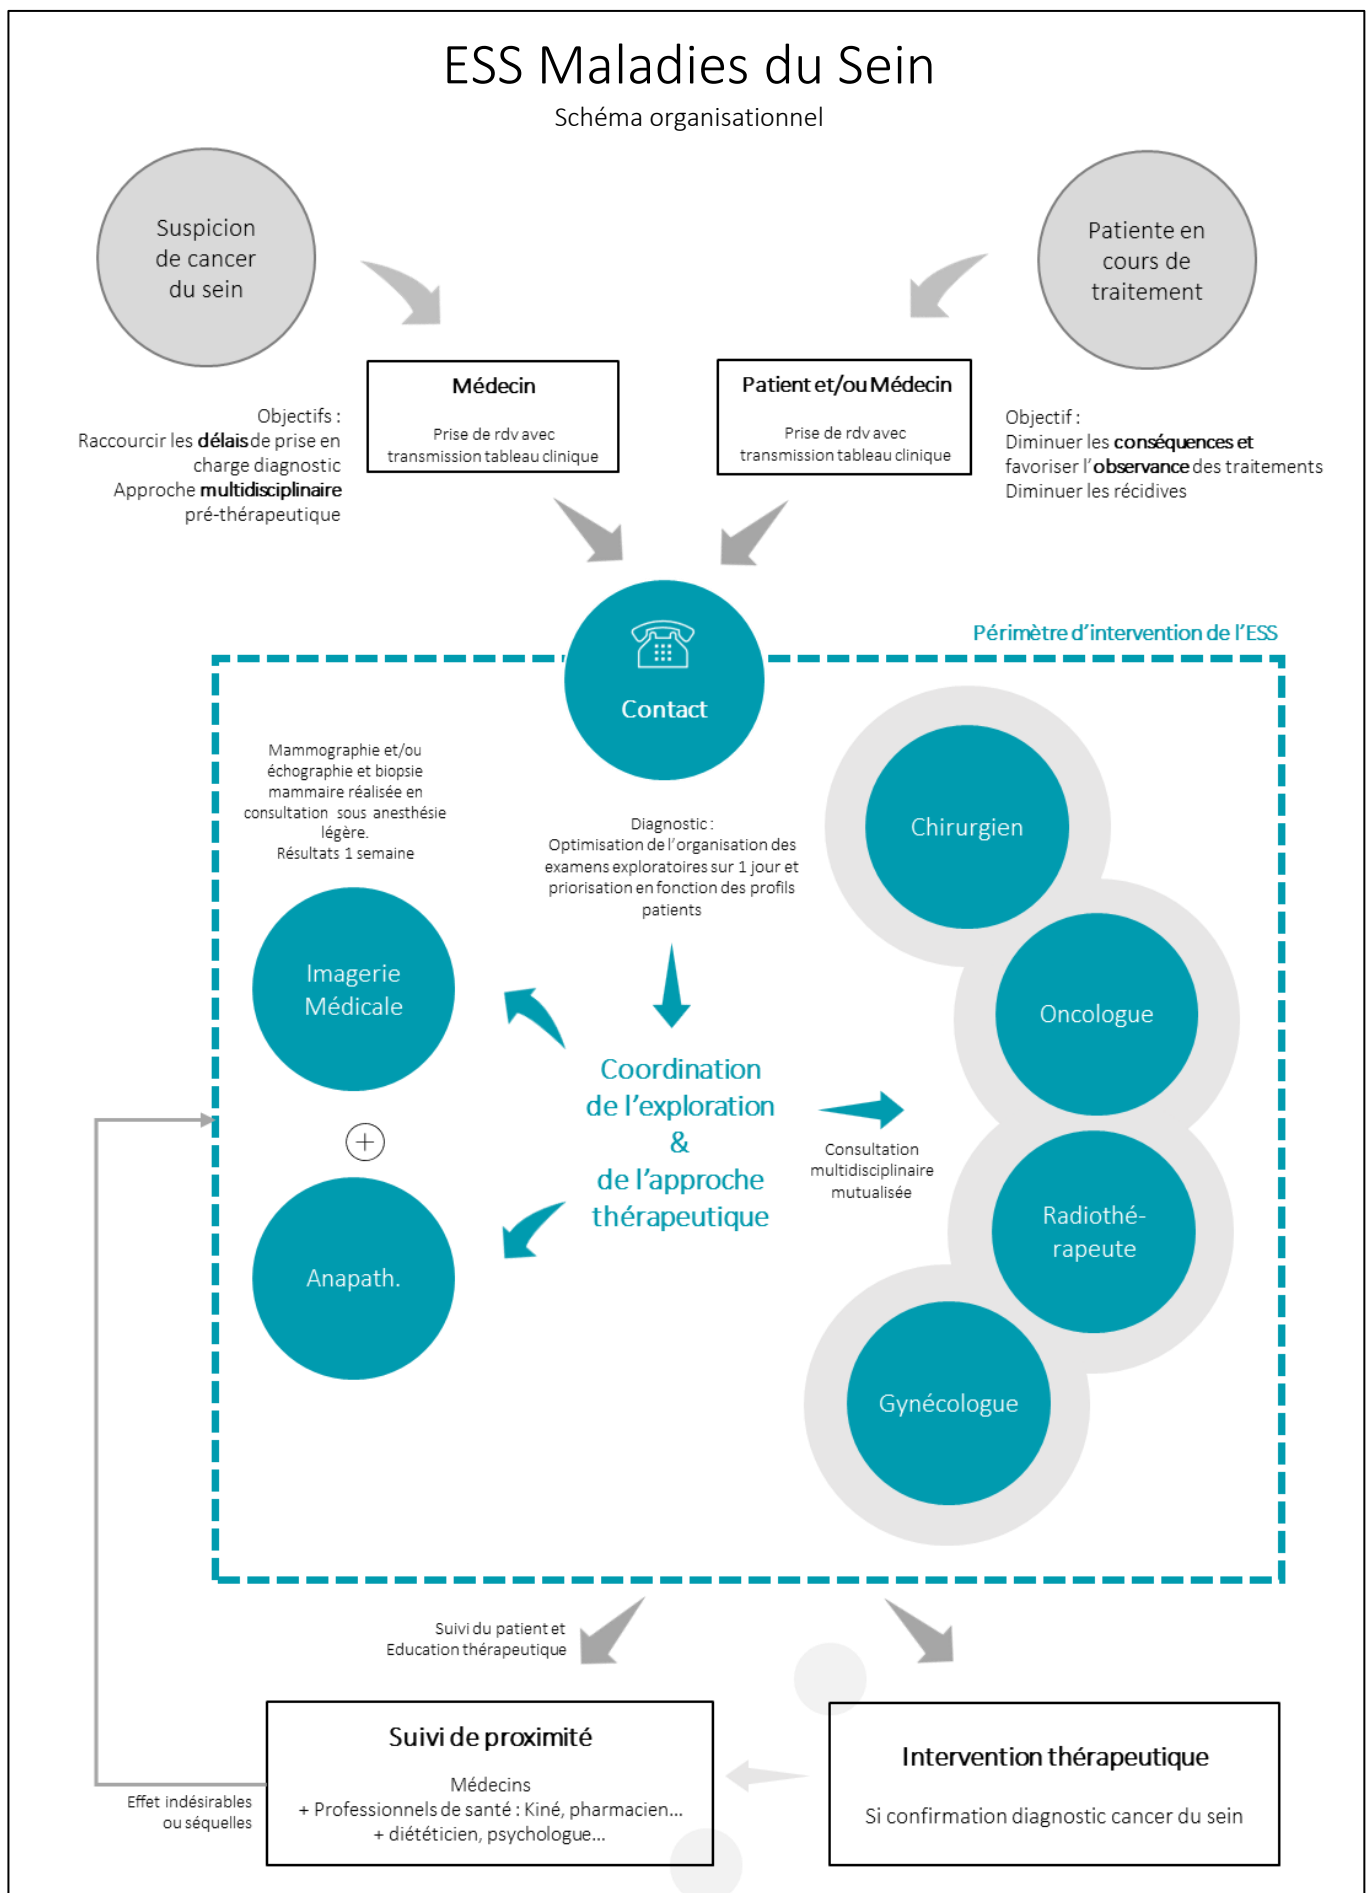 ESS Maladies du Sein
Schéma organisationnel
Suspicion
de cancer
du sein
Patiente en
cours de
traitement
Médecin
Prise de rdv avec
transmission tableau clinique
Patient et/ou Médecin
Prise de rdv avec
transmission tableau clinique
Objectifs :
Raccourcir les délais de prise en
charge diagnostic
Approche multidisciplinaire
pré-thérapeutique
Objectif :
Diminuer les conséquences et
favoriser l'observance des traitements
Diminuer les récidives
Contact
Périmètre d'intervention de l'ESS
Mammographie et/ou
échographie et biopsie
mammaire réalisée en
consultation sous anesthésie
légère.
Résultats 1 semaine
Diagnostic :
Optimisation de l'organisation des
examens exploratoires sur 1 jour et
priorisation en fonction des profils
patients
Chirurgien
Imagerie
Médicale
Oncologue
Coordination
de l'exploration
&
de l'approche
thérapeutique
Consultation
multidisciplinaire
mutualisée
Radiothé-
rapeute
Anapath.
Gynécologue
Suivi du patient et
Education thérapeutique
Suivi de proximité
Médecins
+ Professionnels de santé : Kiné, pharmacien...
+ diététicien, psychologue...
Intervention thérapeutique
Si confirmation diagnostic cancer du sein
Effet indésirables
ou séquelles